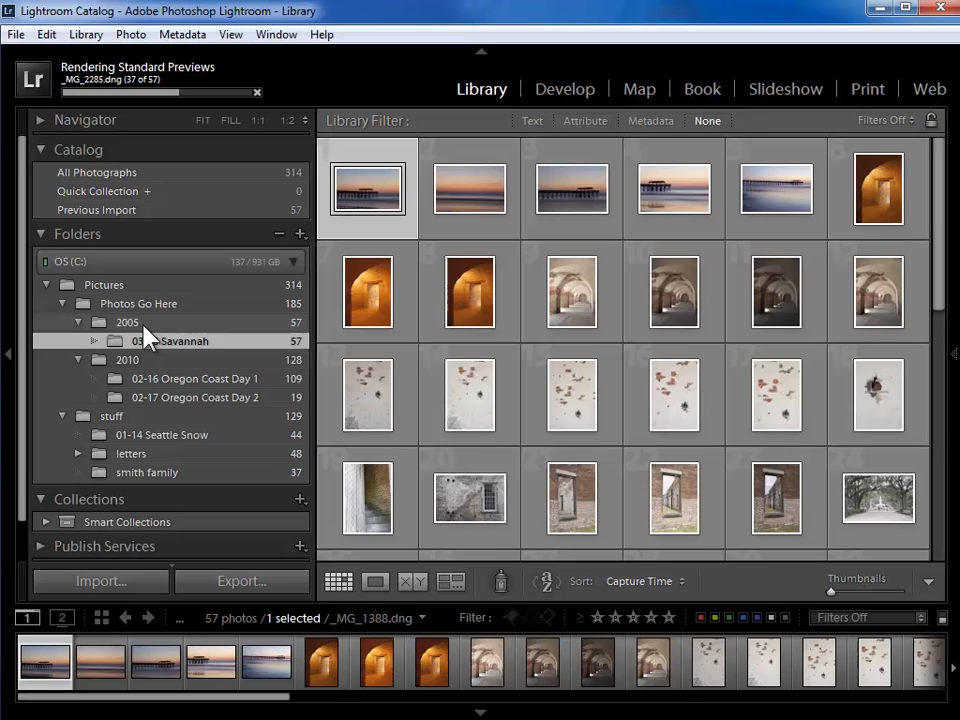 Lr Lightroom Catalog - Adobe Photoshop Lightroom - Library
File Edit Library Photo Metadata View Window Help
Lr Rendering Standard Previews
_MG_2285.dng (37 of 57)
Library | Develop | Map | Book | Slideshow | Print | Web
Navigator FIT FILL 1:1 1:2
Library Filter : Text Attribute Metadata None Filters Off
Catalog
All Photographs 314
Quick Collection + 0
Previous Import 57
Folders
OS (C:) 137 / 931 GB
Pictures 314
Photos Go Here 185
2005 57
Savannah 57
2010 128
02-16 Oregon Coast Day 1 109
02-17 Oregon Coast Day 2 19
stuff 129
01-14 Seattle Snow 44
letters 48
smith family 37
Collections
Smart Collections
Publish Services
Import... Export...
XY Sort: Capture Time Thumbnails
1 2 ... 57 photos / 1 selected / _MG_1388.dng Filter : Filters Off